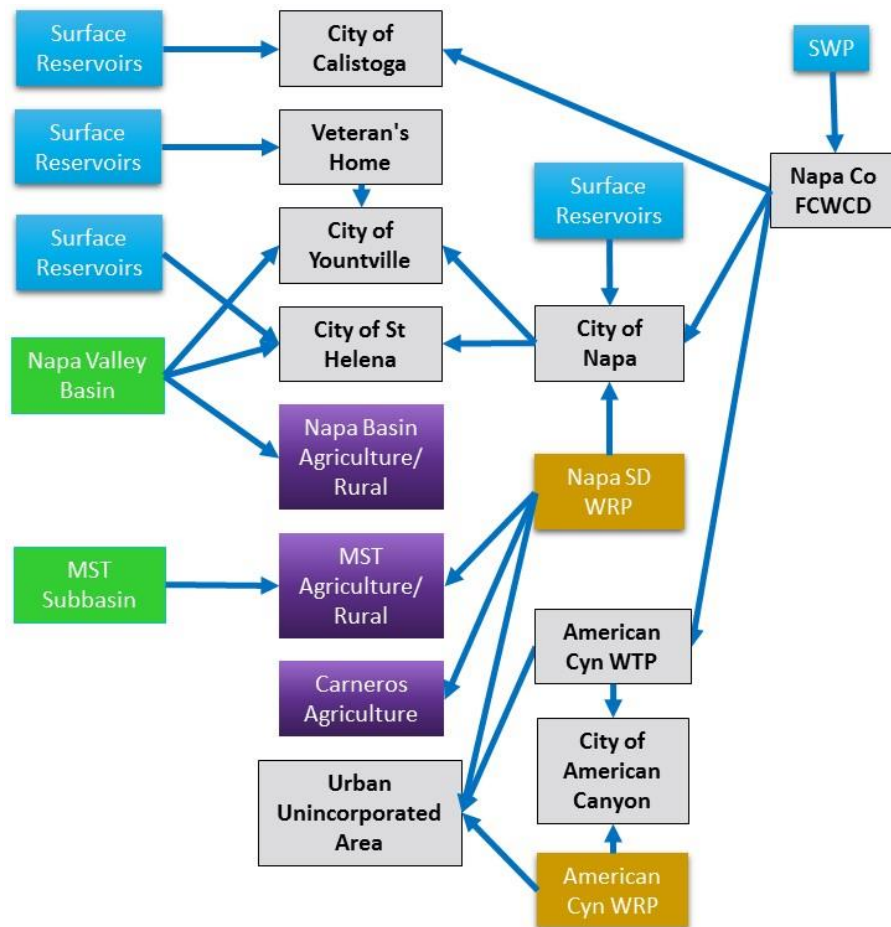 Surface
Reservoirs
City of
Calistoga
SWP
Surface
Reservoirs
Veteran's
Home
Napa Co
FCWCD
Surface
Reservoirs
Surface
Reservoirs
City of
Yountville
City of St
Helena
City of
Napa
Napa Valley
Basin
Napa Basin
Agriculture/
Rural
Napa SD
WRP
MST
Subbasin
MST
Agriculture/
Rural
American
Cyn WTP
Carneros
Agriculture
City of
American
Canyon
Urban
Unincorporated
Area
American
Cyn WRP